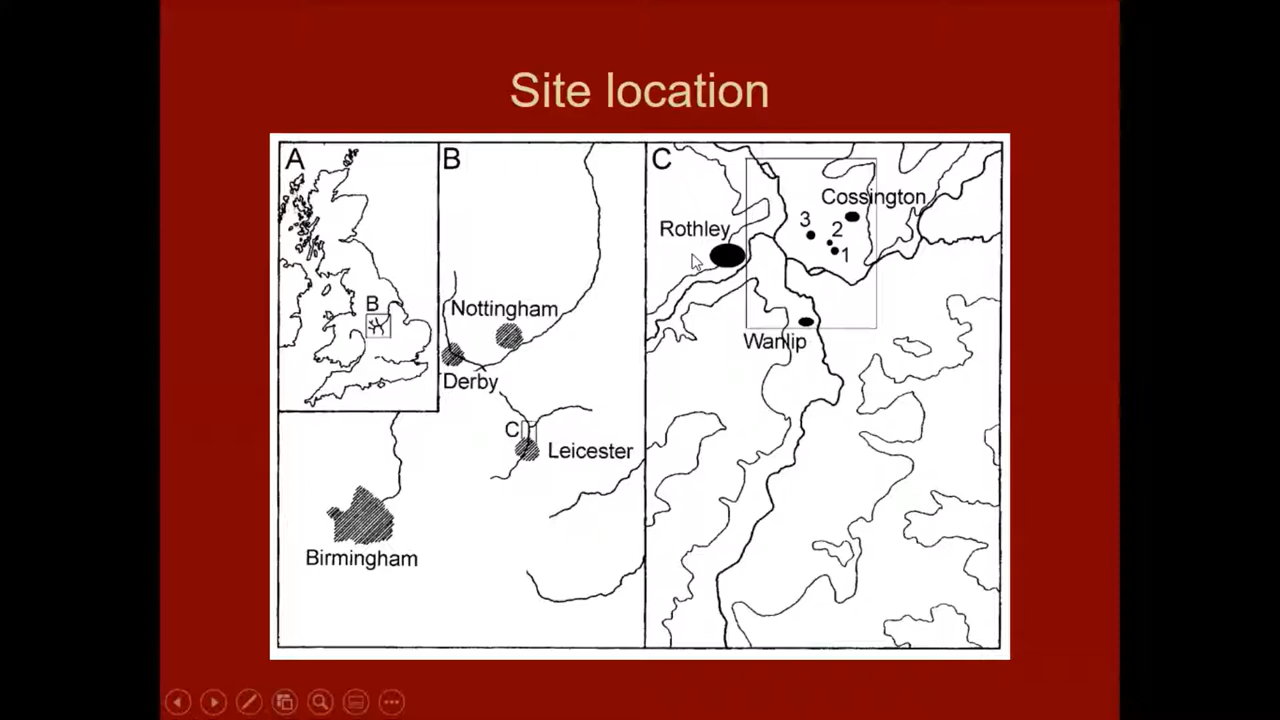 Site location
A
B
C
B
Nottingham
Derby
C
Leicester
Birmingham
Cossington
3
2
1
Rothley
Wanlip